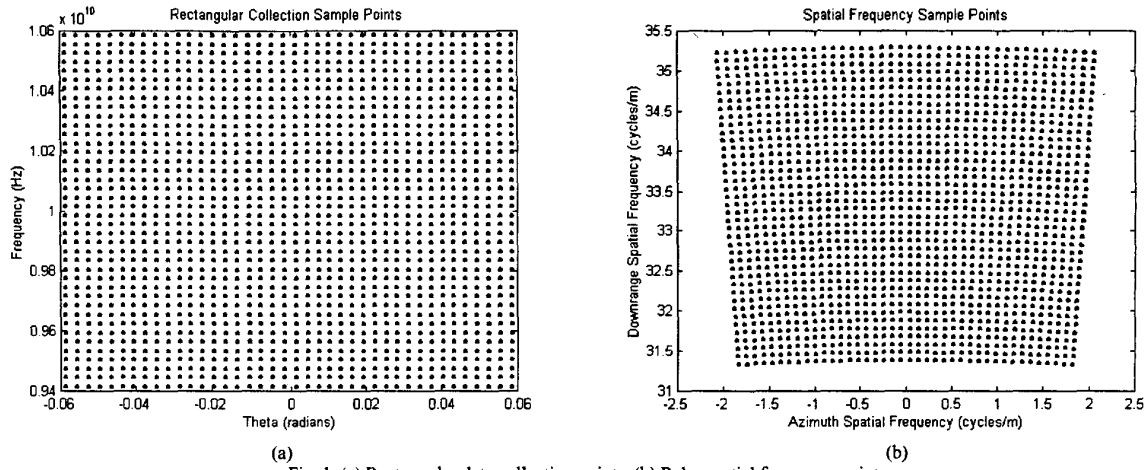 Rectangular Collection Sample Points
x 10^10
1.06
1.04
1.02
1
0.98
0.96
0.94
Frequency (Hz)
-0.06 -0.04 -0.02 0 0.02 0.04 0.06
Theta (radians)
(a)
Spatial Frequency Sample Points
35.5
35
34.5
34
33.5
33
32.5
32
31.5
31
Downrange Spatial Frequency (cycles/m)
-2.5 -2 -1.5 -1 -0.5 0 0.5 1 1.5 2 2.5
Azimuth Spatial Frequency (cycles/m)
(b)